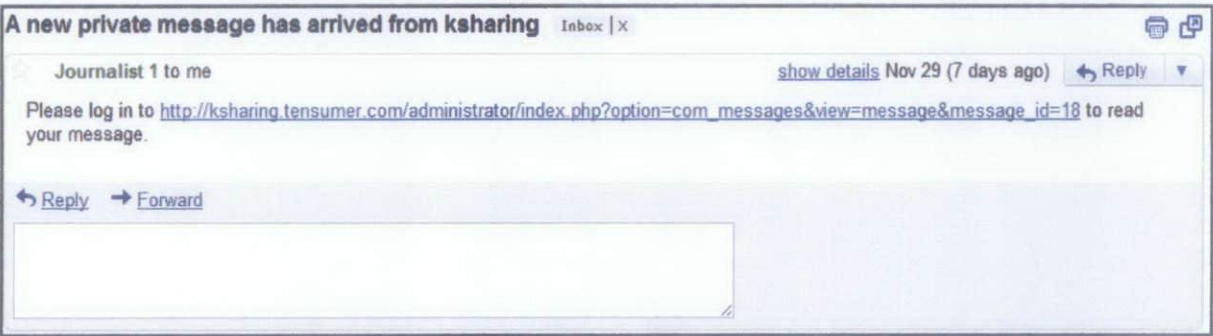 A new private message has arrived from ksharing Inbox | X
Journalist 1 to me show details Nov 29 (7 days ago) Reply
Please log in to http://ksharing.tensumer.com/administrator/index.php?option=com_messages&view=message&message_id=18 to read
your message.
Reply Forward